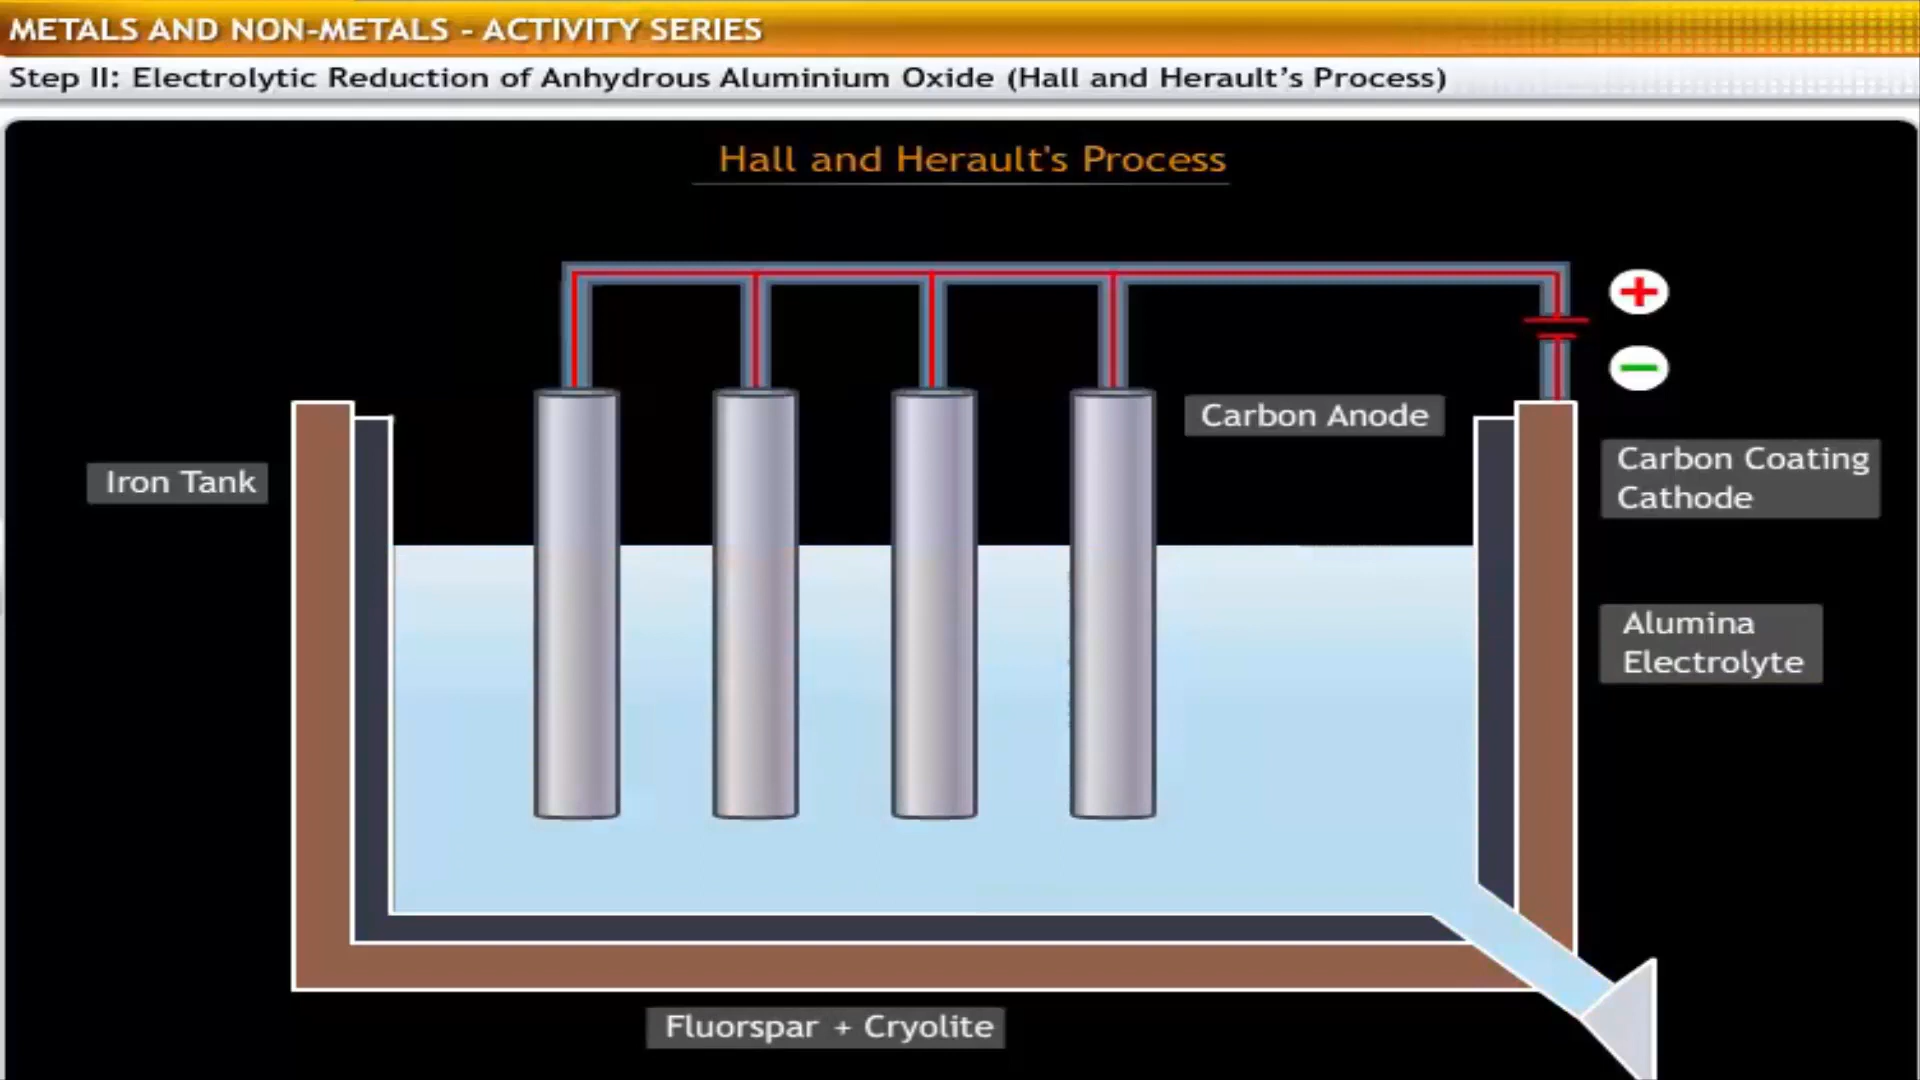 METALS AND NON-METALS - ACTIVITY SERIES
Step II: Electrolytic Reduction of Anhydrous Aluminium Oxide (Hall and Herault's Process)
Hall and Herault's Process
+
−
Carbon Anode
Iron Tank
Carbon Coating
Cathode
Alumina
Electrolyte
Fluorspar + Cryolite